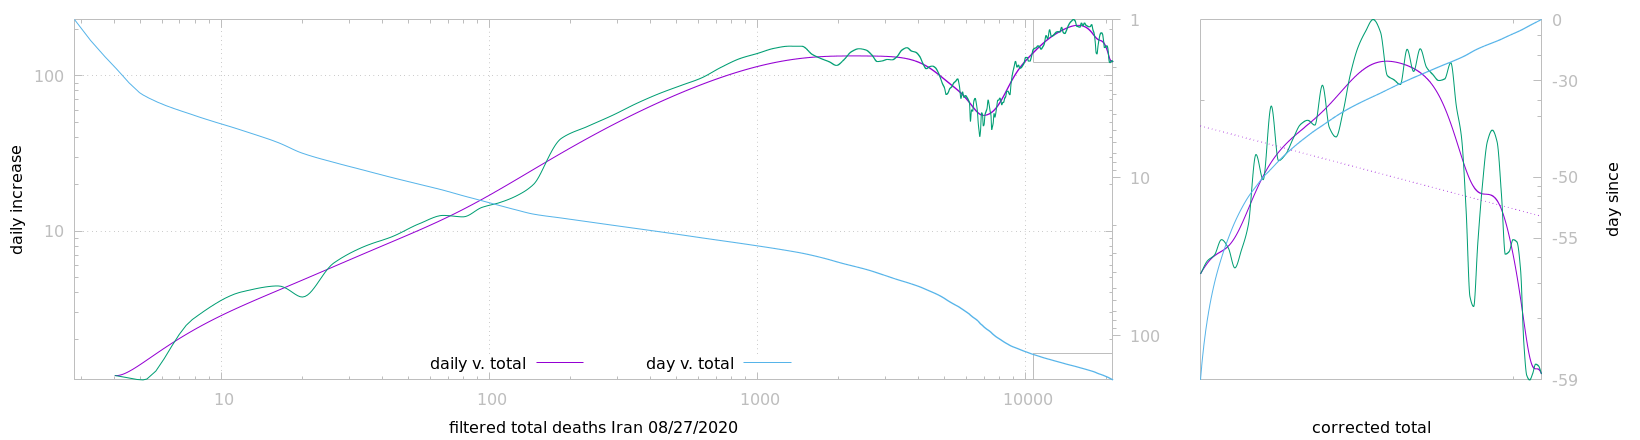 daily increase
100
10
10
100
1000
10000
filtered total deaths Iran 08/27/2020
daily v. total
day v. total
1
10
100
0
-30
-50
-55
-59
day since
corrected total